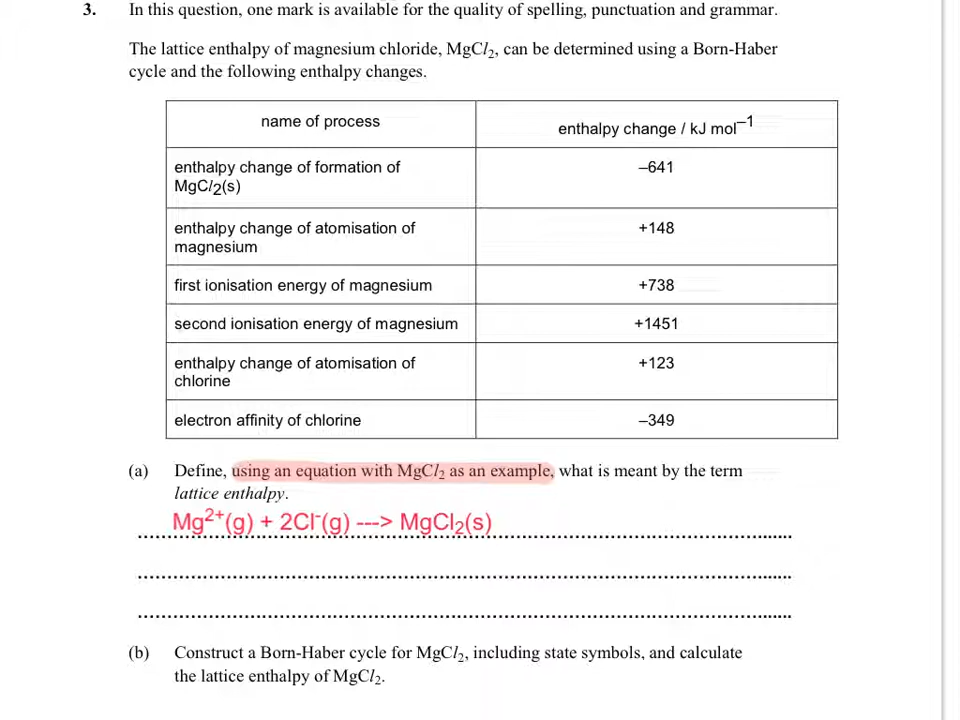 3. In this question, one mark is available for the quality of spelling, punctuation and grammar.
The lattice enthalpy of magnesium chloride, MgCl₂, can be determined using a Born-Haber
cycle and the following enthalpy changes.
name of process enthalpy change / kJ mol⁻¹
enthalpy change of formation of –641
MgCl₂(s)
enthalpy change of atomisation of +148
magnesium
first ionisation energy of magnesium +738
second ionisation energy of magnesium +1451
enthalpy change of atomisation of +123
chlorine
electron affinity of chlorine –349
(a) Define, using an equation with MgCl₂ as an example, what is meant by the term
lattice enthalpy.
Mg²⁺(g) + 2Cl⁻(g) ---> MgCl₂(s)
(b) Construct a Born-Haber cycle for MgCl₂, including state symbols, and calculate
the lattice enthalpy of MgCl₂.